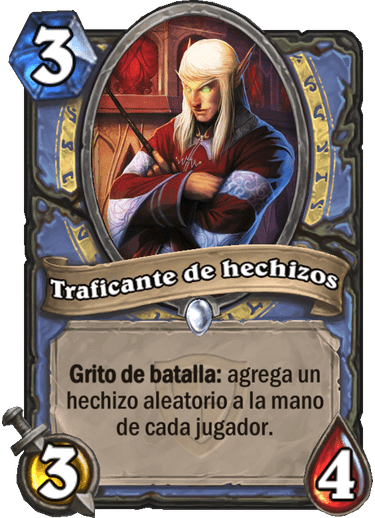 3
Traficante de hechizos
Grito de batalla: agrega un
hechizo aleatorio a la mano
de cada jugador.
3
4